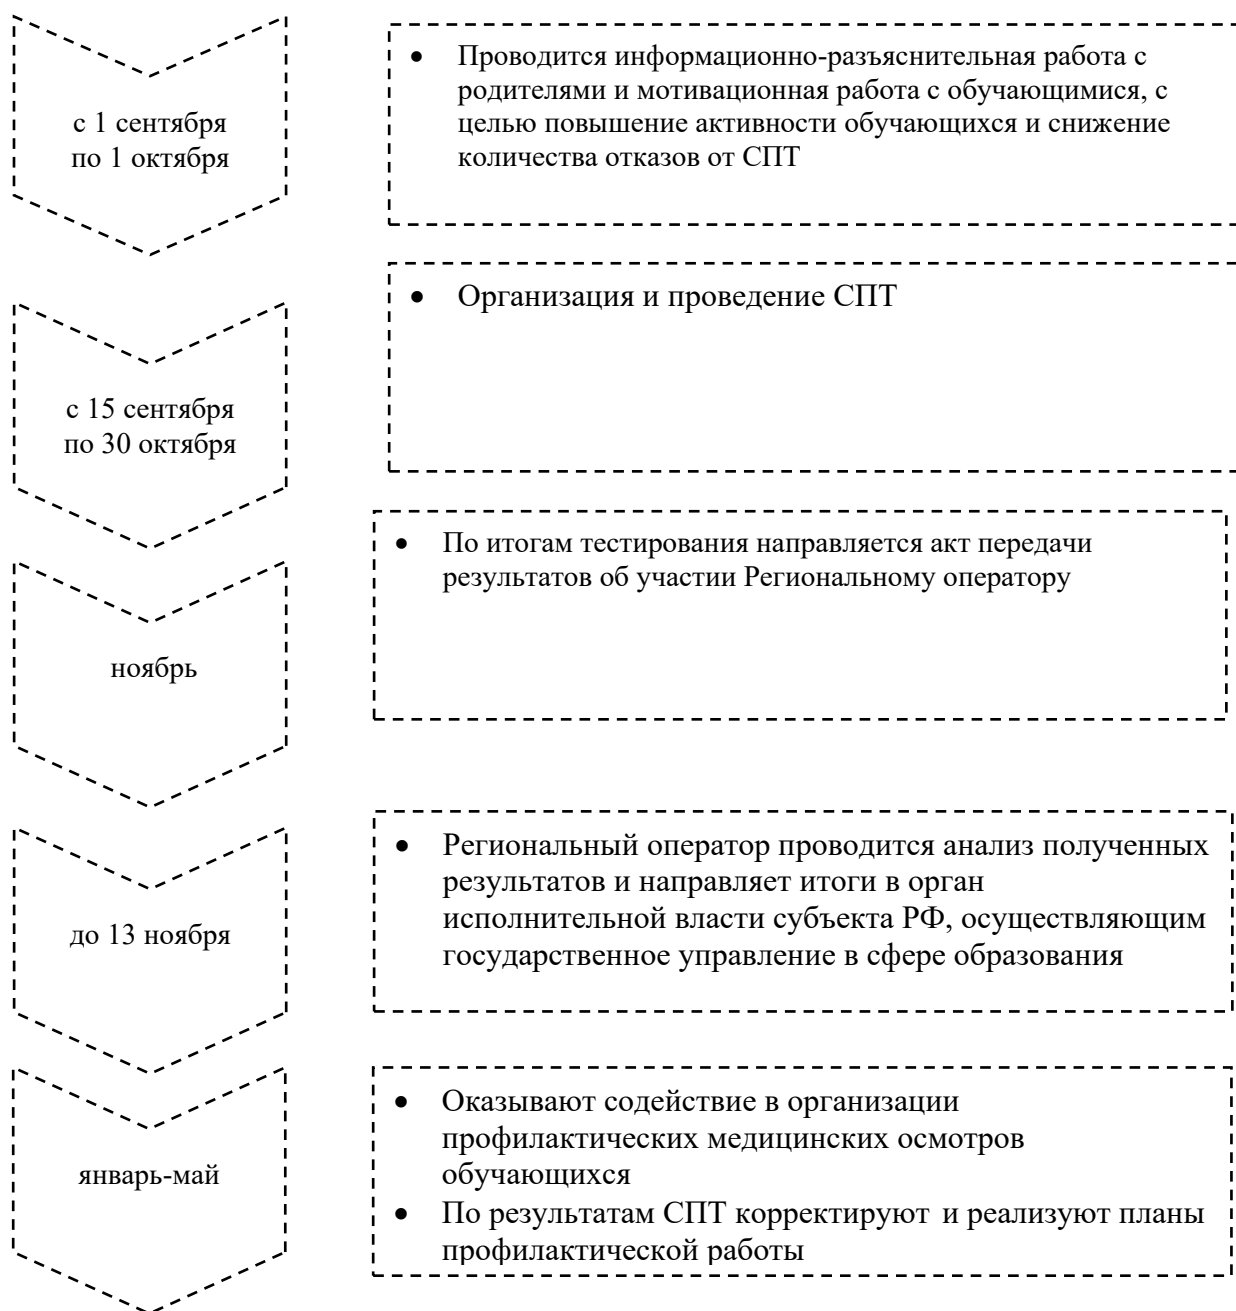 с 1 сентября
по 1 октября
• Проводится информационно-разъяснительная работа с
родителями и мотивационная работа с обучающимися, с
целью повышение активности обучающихся и снижение
количества отказов от СПТ
с 15 сентября
по 30 октября
• Организация и проведение СПТ
ноябрь
• По итогам тестирования направляется акт передачи
результатов об участии Региональному оператору
до 13 ноября
• Региональный оператор проводится анализ полученных
результатов и направляет итоги в орган
исполнительной власти субъекта РФ, осуществляющим
государственное управление в сфере образования
январь-май
• Оказывают содействие в организации
профилактических медицинских осмотров
обучающихся
• По результатам СПТ корректируют и реализуют планы
профилактической работы